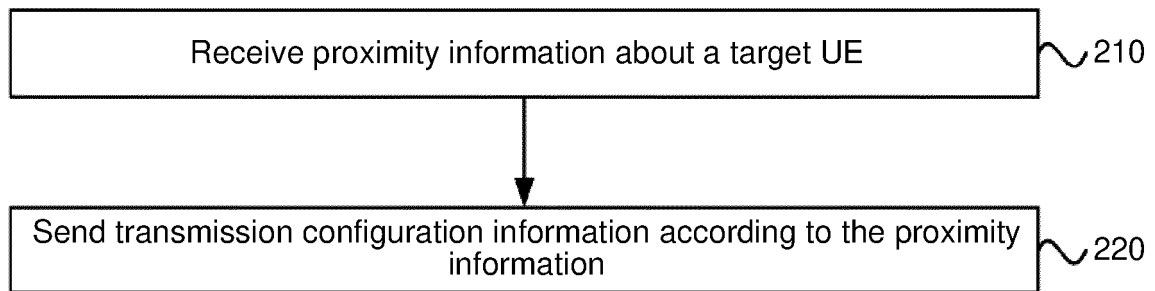 Receive proximity information about a target UE
210
Send transmission configuration information according to the proximity
information
220